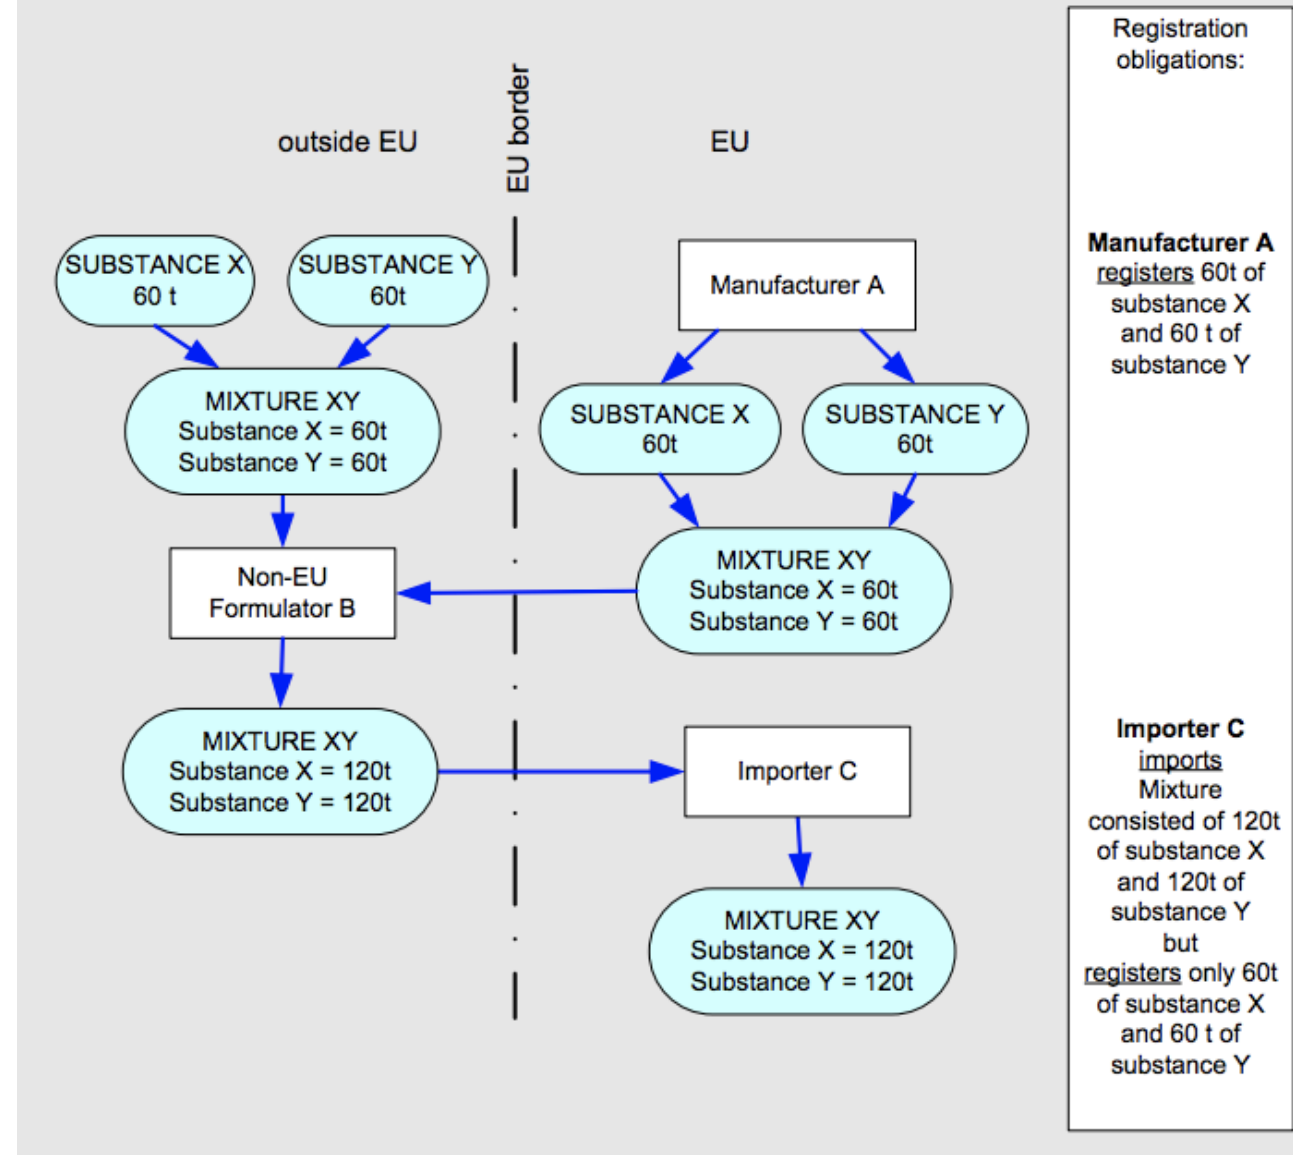 Registration
obligations:
outside EU
EU border
EU
SUBSTANCE X
60 t
SUBSTANCE Y
60t
Manufacturer A
Manufacturer A
registers 60t of
substance X
and 60 t of
substance Y
MIXTURE XY
Substance X = 60t
Substance Y = 60t
SUBSTANCE X
60t
SUBSTANCE Y
60t
Non-EU
Formulator B
MIXTURE XY
Substance X = 60t
Substance Y = 60t
MIXTURE XY
Substance X = 120t
Substance Y = 120t
Importer C
Importer C
imports
Mixture
consisted of 120t
of substance X
and 120t of
substance Y
but
registers only 60t
of substance X
and 60 t of
substance Y
MIXTURE XY
Substance X = 120t
Substance Y = 120t